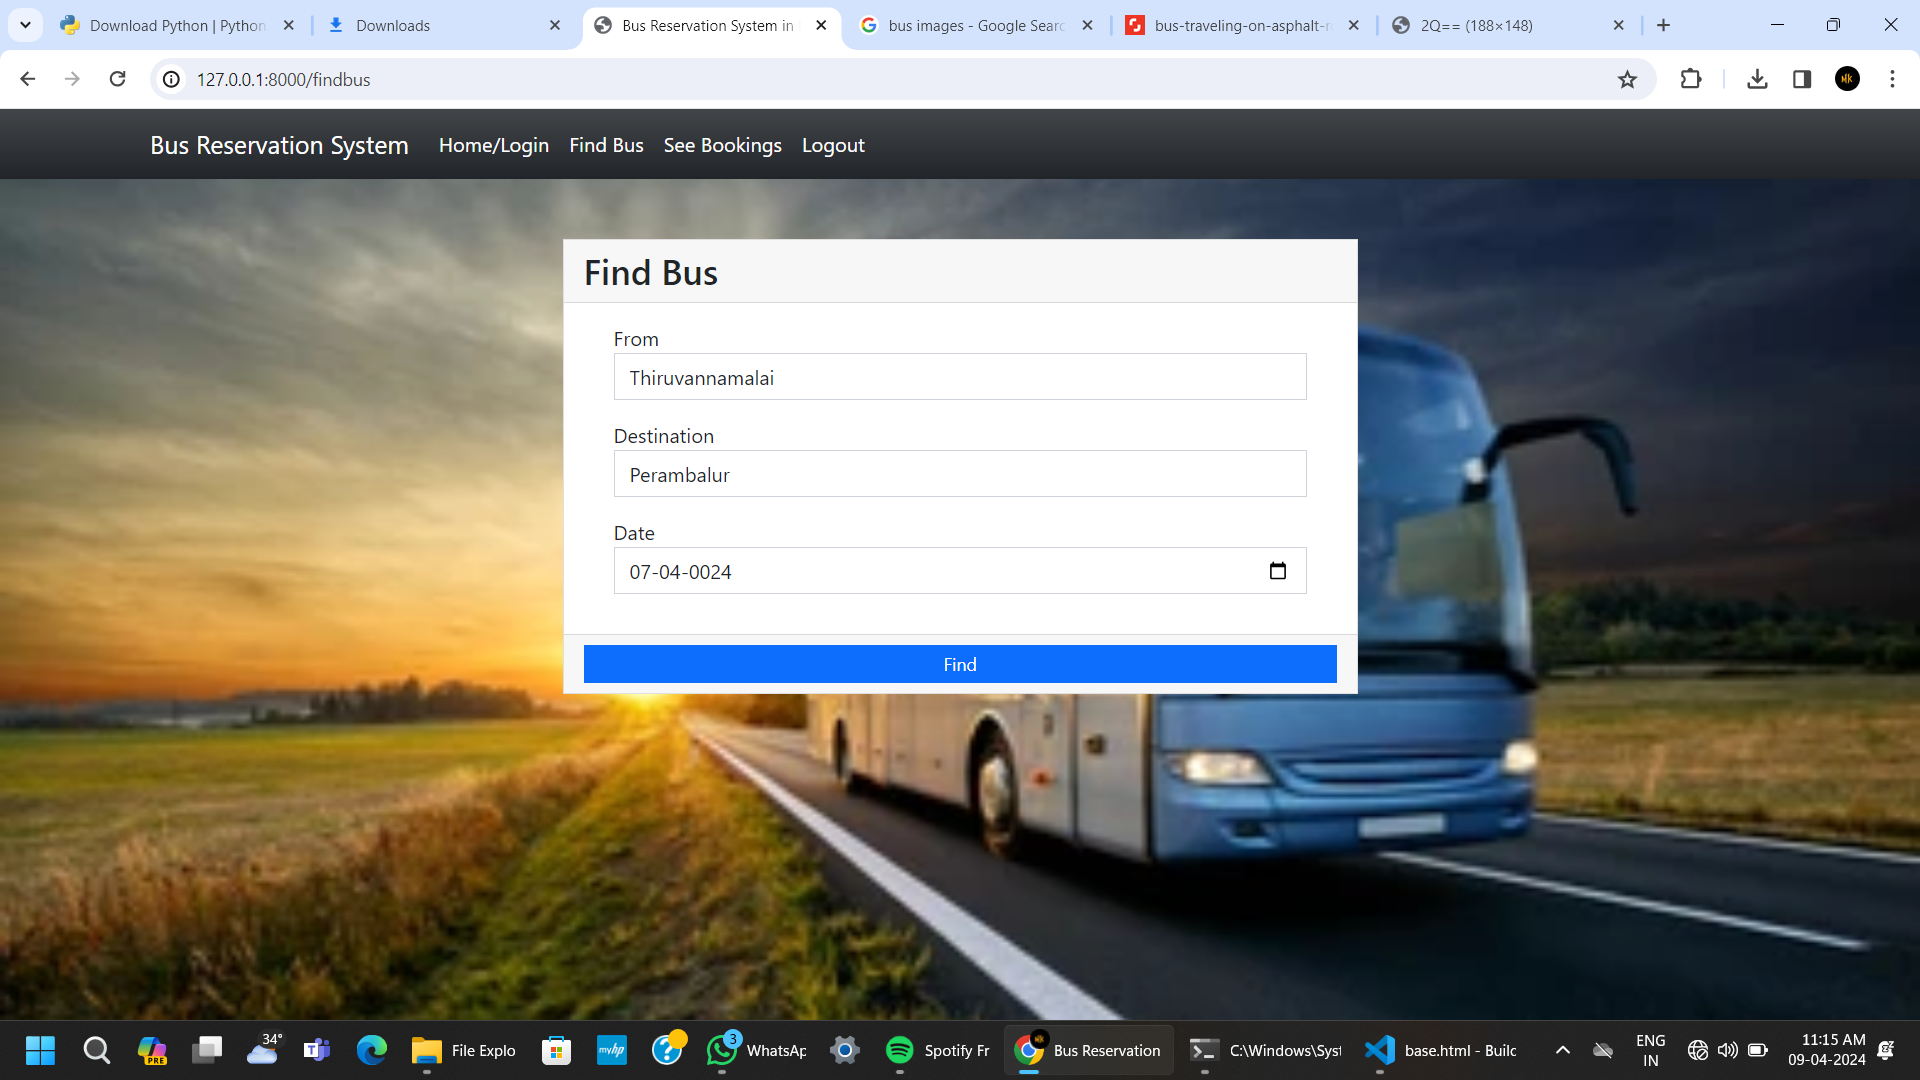 Download Python | Python
Downloads
Bus Reservation System in
bus images - Google Searc
bus-traveling-on-asphalt-r
2Q== (188×148)
127.0.0.1:8000/findbus
Bus Reservation System
Home/Login
Find Bus
See Bookings
Logout
Find Bus
From
Thiruvannamalai
Destination
Perambalur
Date
07-04-0024
Find
PRE
34°
myhp
File Explo
3
WhatsAp
Spotify Fr
Bus Reservation
C:\Windows\Syst
base.html - Builc
ENG
IN
11:15 AM
09-04-2024